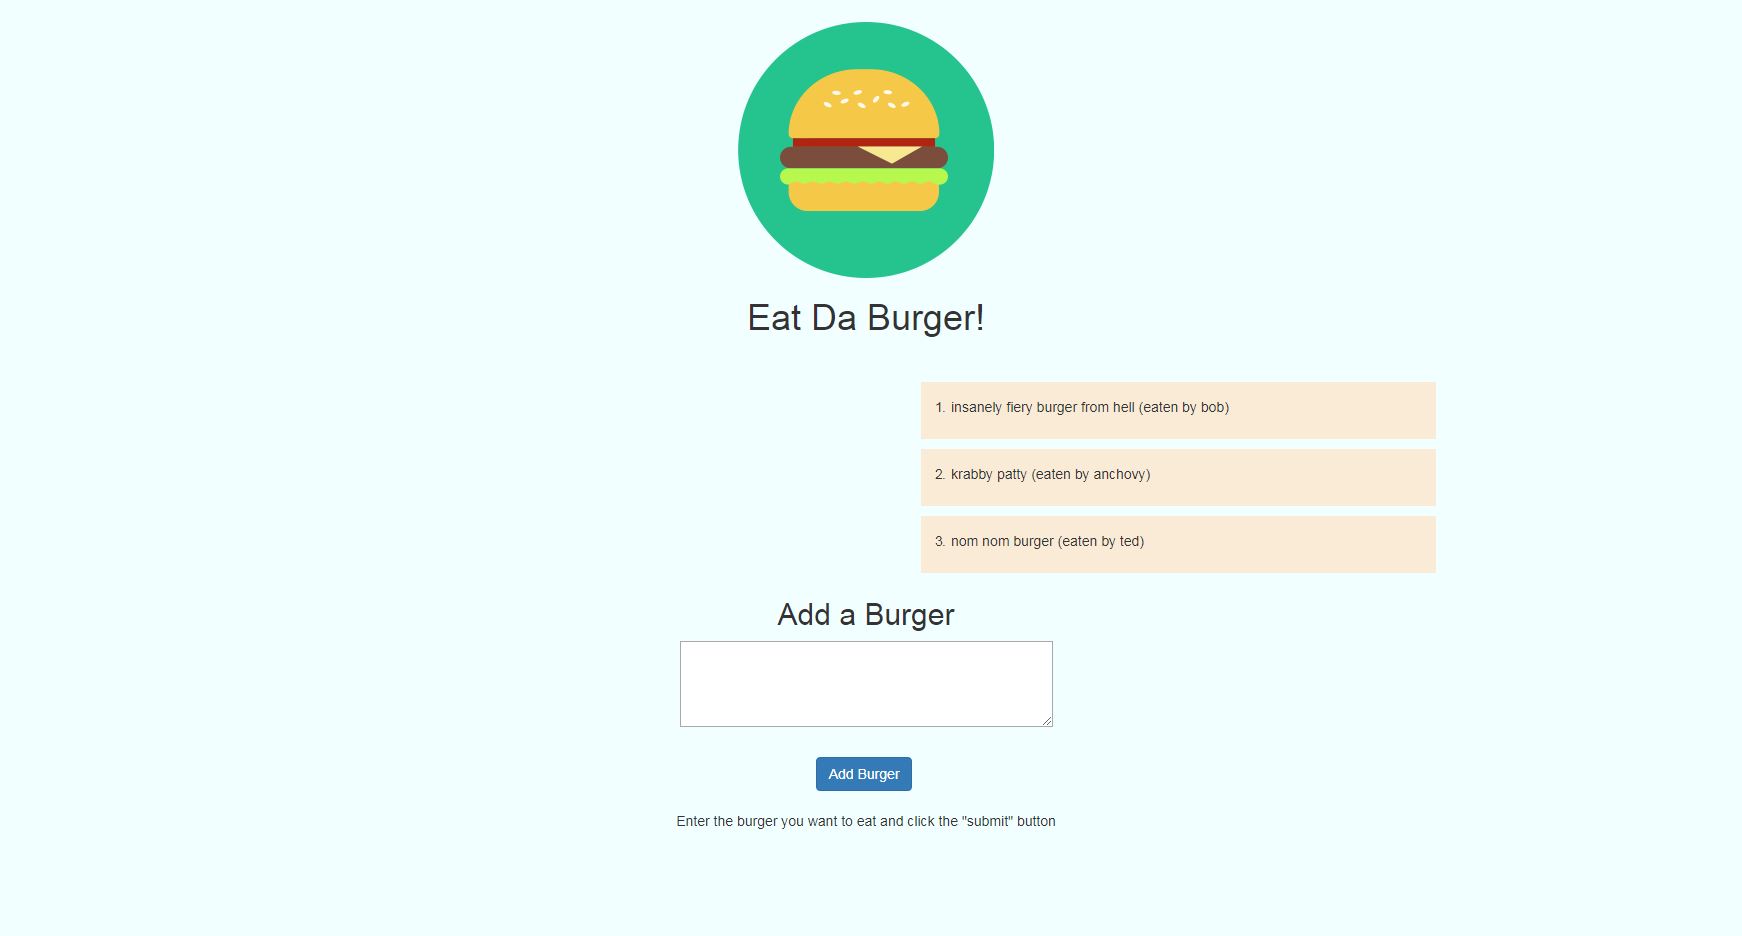 Eat Da Burger!
1. insanely fiery burger from hell (eaten by bob)
2. krabby patty (eaten by anchovy)
3. nom nom burger (eaten by ted)
Add a Burger
Add Burger
Enter the burger you want to eat and click the "submit" button